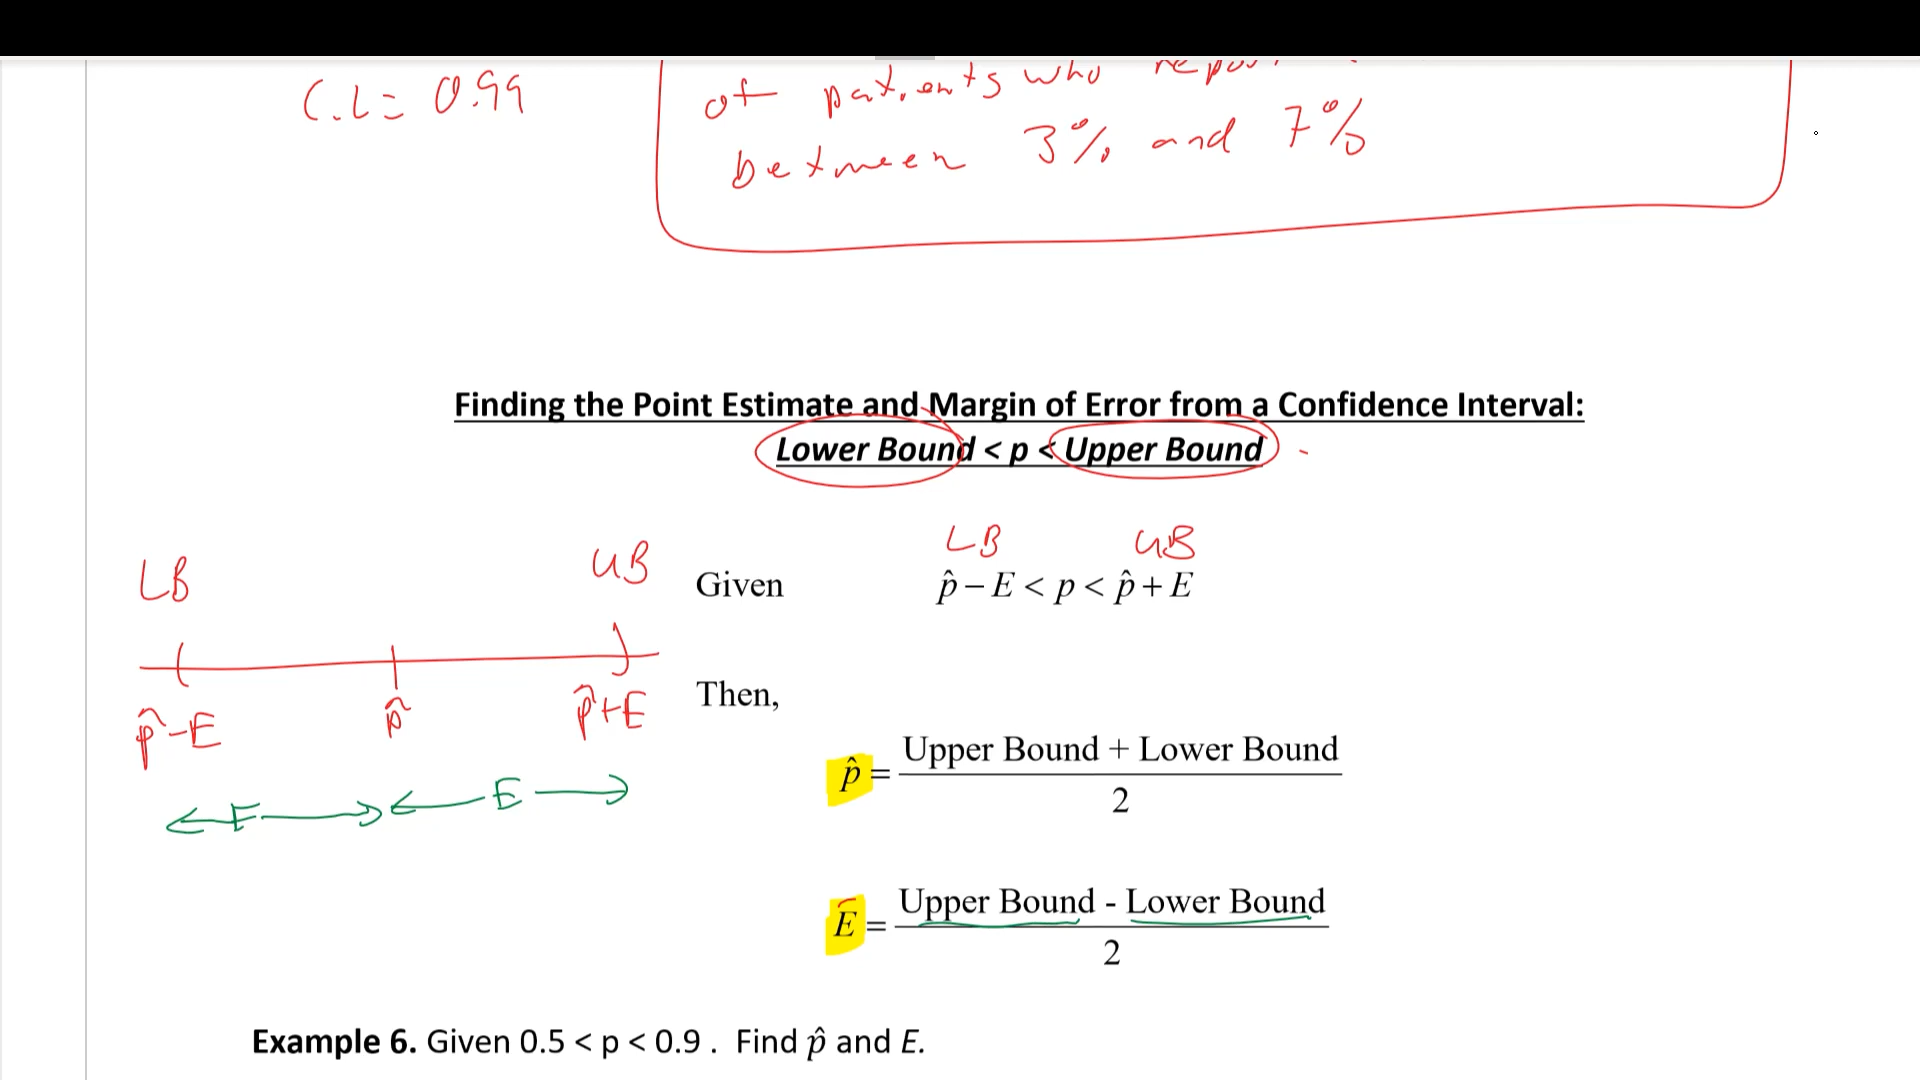 C.L = 0.99
of patients who
between 3% and 7%
Finding the Point Estimate and Margin of Error from a Confidence Interval:
Lower Bound < p < Upper Bound
LB UB
LB UB
Given p̂ – E < p < p̂ + E
p̂-E p̂ p̂+E
Then,
p̂ = Upper Bound + Lower Bound
2
E E
E = Upper Bound - Lower Bound
2
Example 6. Given 0.5 < p < 0.9 . Find p̂ and E.